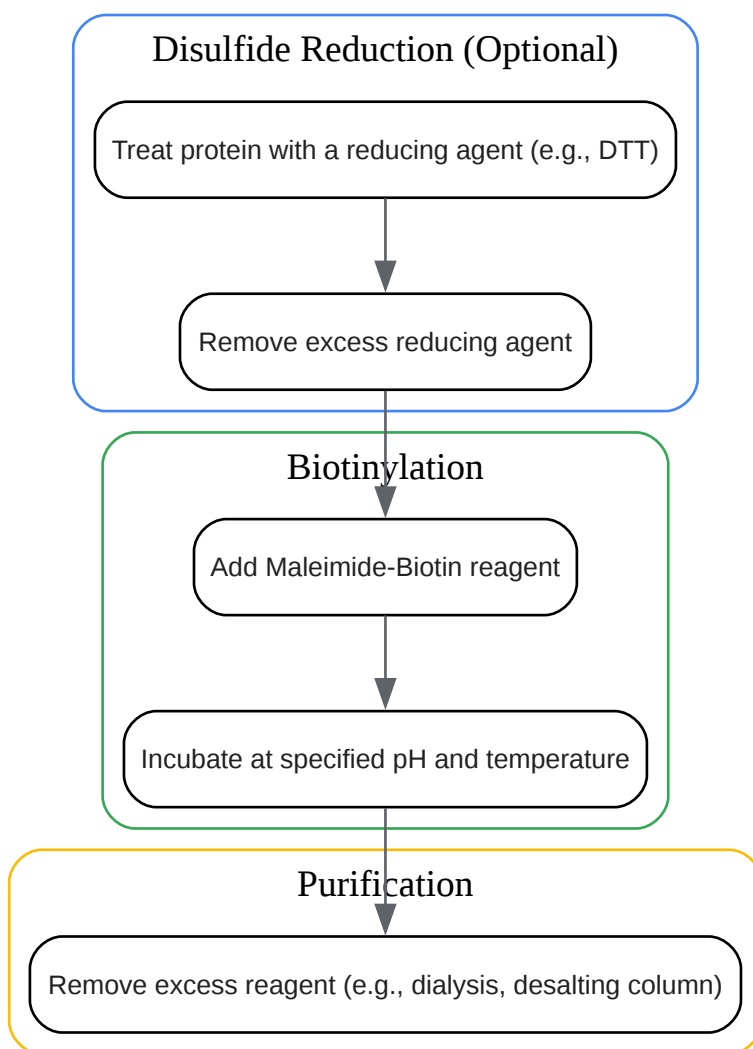 Disulfide Reduction (Optional)
Treat protein with a reducing agent (e.g., DTT)
Remove excess reducing agent
Biotinylation
Add Maleimide-Biotin reagent
Incubate at specified pH and temperature
Purification
Remove excess reagent (e.g., dialysis, desalting column)